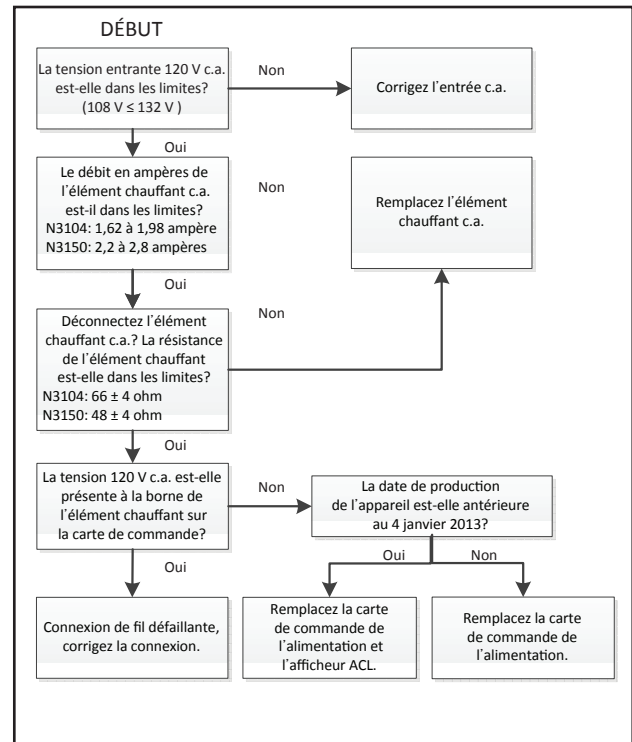 DÉBUT
La tension entrante 120 V c.a.
est-elle dans les limites?
(108 V ≤ 132 V )
Non
Corrigez l'entrée c.a.
Oui
Le débit en ampères de
l'élément chauffant c.a.
est-il dans les limites?
N3104: 1,62 à 1,98 ampère
N3150: 2,2 à 2,8 ampères
Non
Remplacez l'élément
chauffant c.a.
Oui
Déconnectez l'élément
chauffant c.a.? La résistance
de l'élément chauffant
est-elle dans les limites?
N3104: 66 ± 4 ohm
N3150: 48 ± 4 ohm
Non
Oui
La tension 120 V c.a. est-elle
présente à la borne de
l'élément chauffant sur
la carte de commande?
Non
La date de production
de l'appareil est-elle antérieure
au 4 janvier 2013?
Oui
Oui
Non
Connexion de fil défaillante,
corrigez la connexion.
Remplacez la carte
de commande de
l'alimentation et
l'afficheur ACL.
Remplacez la carte
de commande de
l'alimentation.